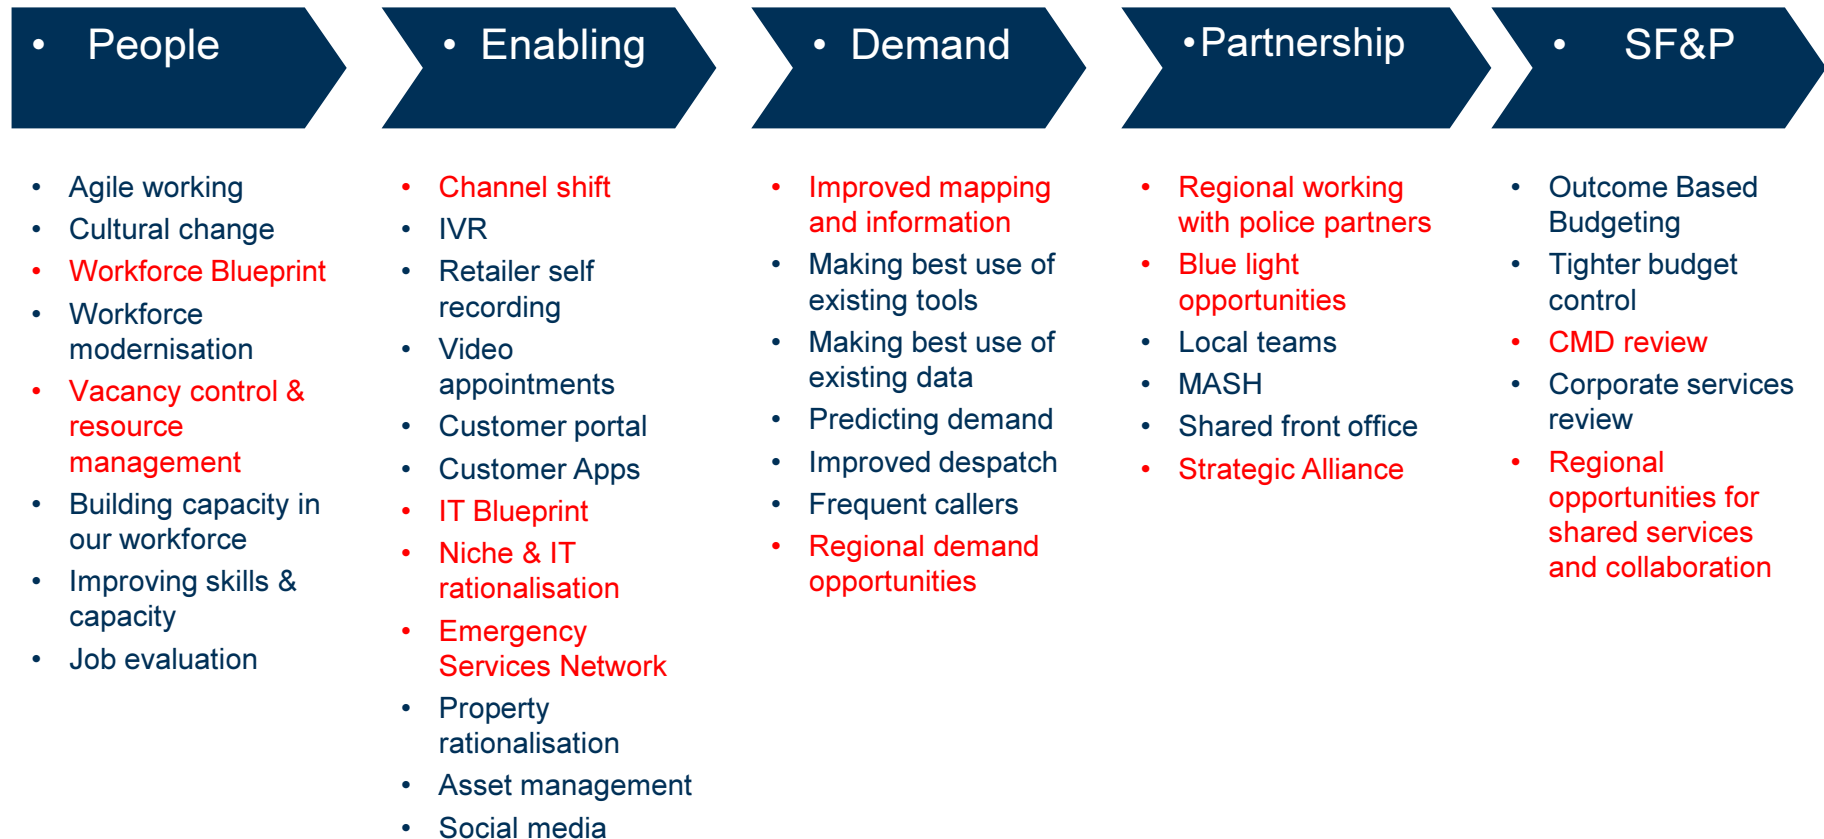 • People
• Enabling
• Demand
•Partnership
• SF&P
• Agile working
• Cultural change
• Workforce Blueprint
• Workforce
modernisation
• Vacancy control &
resource
management
• Building capacity in
our workforce
• Improving skills &
capacity
• Job evaluation
• Channel shift
• IVR
• Retailer self
recording
• Video
appointments
• Customer portal
• Customer Apps
• IT Blueprint
• Niche & IT
rationalisation
• Emergency
Services Network
• Property
rationalisation
• Asset management
• Social media
• Improved mapping
and information
• Making best use of
existing tools
• Making best use of
existing data
• Predicting demand
• Improved despatch
• Frequent callers
• Regional demand
opportunities
• Regional working
with police partners
• Blue light
opportunities
• Local teams
• MASH
• Shared front office
• Strategic Alliance
• Outcome Based
Budgeting
• Tighter budget
control
• CMD review
• Corporate services
review
• Regional
opportunities for
shared services
and collaboration